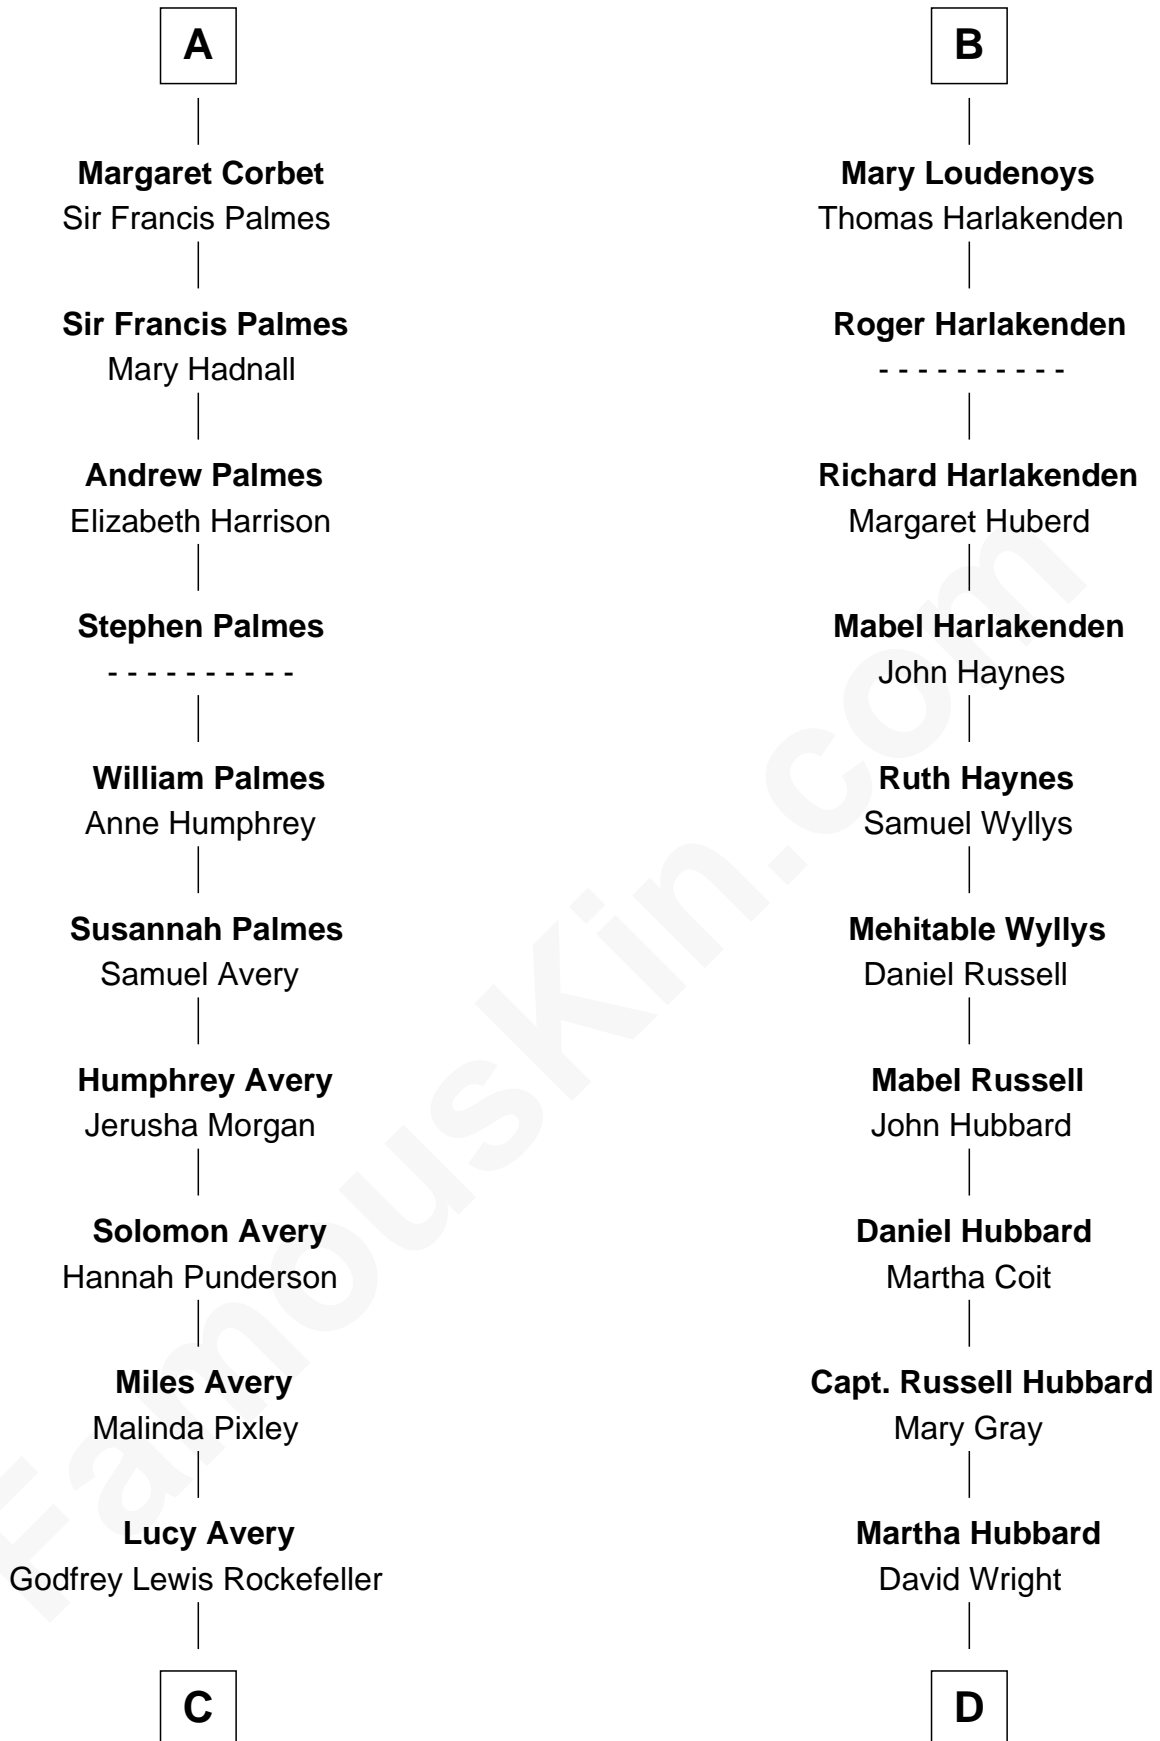 A
Margaret Corbet
Sir Francis Palmes
Sir Francis Palmes
Mary Hadnall
Andrew Palmes
Elizabeth Harrison
Stephen Palmes
- - - - - - - - - -
William Palmes
Anne Humphrey
Susannah Palmes
Samuel Avery
Humphrey Avery
Jerusha Morgan
Solomon Avery
Hannah Punderson
Miles Avery
Malinda Pixley
Lucy Avery
Godfrey Lewis Rockefeller
C
B
Mary Loudenoys
Thomas Harlakenden
Roger Harlakenden
- - - - - - - - - -
Richard Harlakenden
Margaret Huberd
Mabel Harlakenden
John Haynes
Ruth Haynes
Samuel Wyllys
Mehitable Wyllys
Daniel Russell
Mabel Russell
John Hubbard
Daniel Hubbard
Martha Coit
Capt. Russell Hubbard
Mary Gray
Martha Hubbard
David Wright
D
FamousKin.com